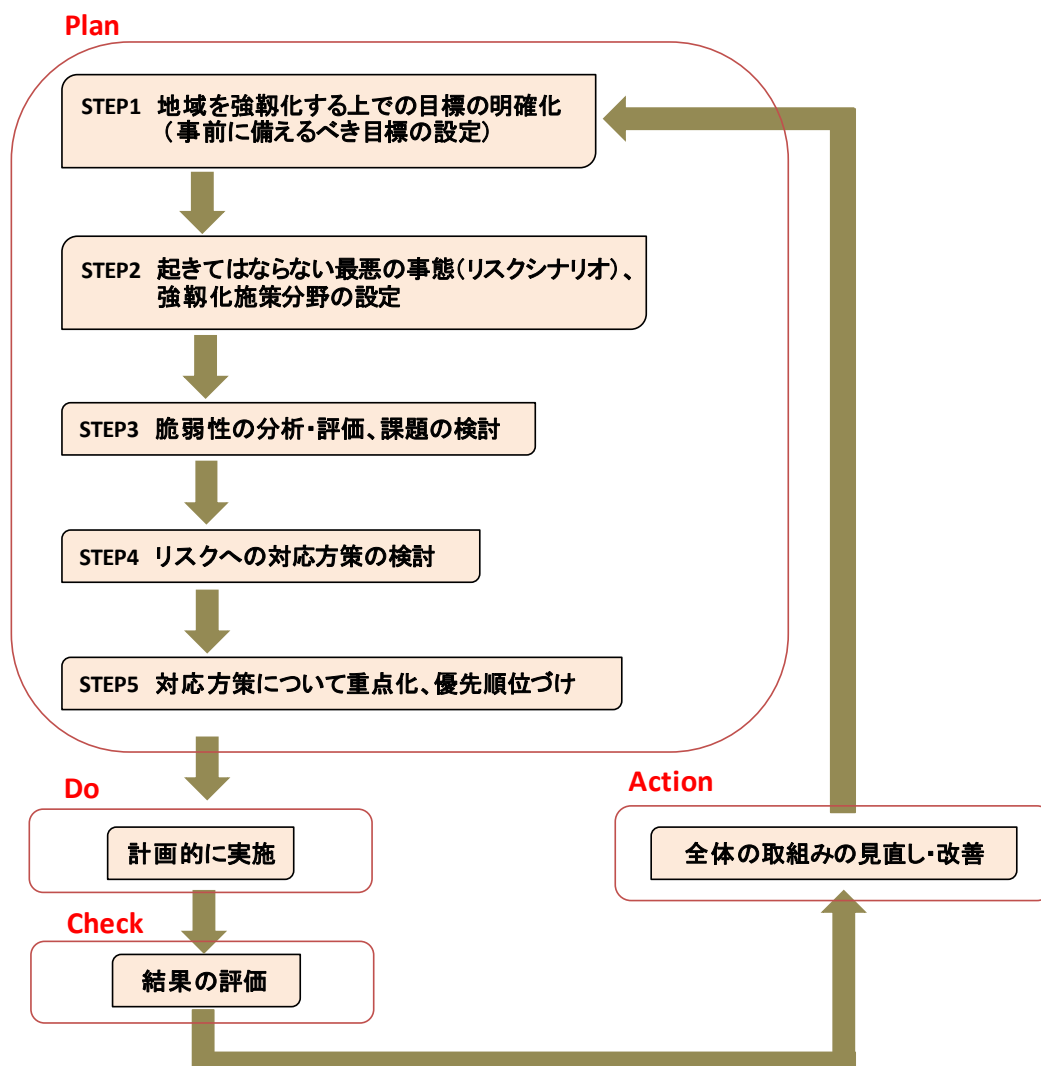 Plan
STEP1 地域を強靱化する上での目標の明確化
（事前に備えるべき目標の設定）
STEP2 起きてはならない最悪の事態（リスクシナリオ）、
強靱化施策分野の設定
STEP3 脆弱性の分析・評価、課題の検討
STEP4 リスクへの対応方策の検討
STEP5 対応方策について重点化、優先順位づけ
Do
計画的に実施
Check
結果の評価
Action
全体の取組みの見直し・改善